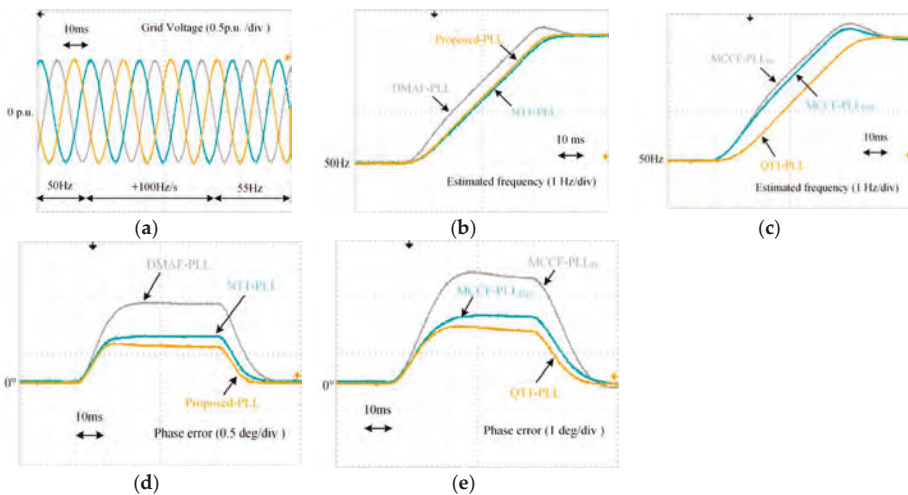 10ms
Grid Voltage (0.5p.u. /div )
0 p.u.
50Hz
+100Hz/s
55Hz
(a)
Proposed-PLL
DMAF-PLL
NT1-PLL
10 ms
50Hz
Estimated frequency (1 Hz/div)
(b)
MCCF-PLL
MCCF-PLL
QT1-PLL
10ms
50Hz
Estimated frequency (1 Hz/div)
(c)
DMAF-PLL
NT1-PLL
0°
Proposed-PLL
10ms
Phase error (0.5 deg/div )
(d)
MCCF-PLL
MCCF-PLL
0°
QT1-PLL
10ms
Phase error (1 deg/div )
(e)